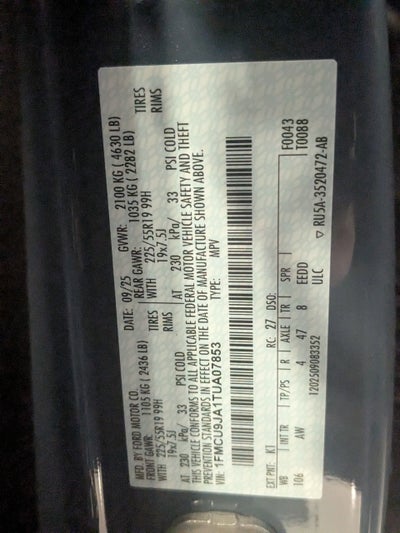 MFD. BY FORD MOTOR CO.
DATE: 09/25 GVWR: 2100 KG ( 4630 LB)
FRONT GAWR: 1105 KG ( 2436 LB) REAR GAWR: 1035 KG ( 2282 LB)
WITH 225/55R19 99H TIRES WITH 225/55R19 99H TIRES
19x7.5J RIMS 19x7.5J RIMS
AT 230 kPa/ 33 PSI COLD AT 230 kPa/ 33 PSI COLD
THIS VEHICLE CONFORMS TO ALL APPLICABLE FEDERAL MOTOR VEHICLE SAFETY AND THEFT
PREVENTION STANDARDS IN EFFECT ON THE DATE OF MANUFACTURE SHOWN ABOVE.
VIN: 1FMCU9JA1TUA07853 TYPE: MPV
F0043
T0088
EXT PNT: K1 RC: 27 DSO:
WB INT TR TP/PS R AXLE TR SPR
106 AW 4 47 8 EEDD
ULC
1202509083352
▽ RU5A-3520472-AB